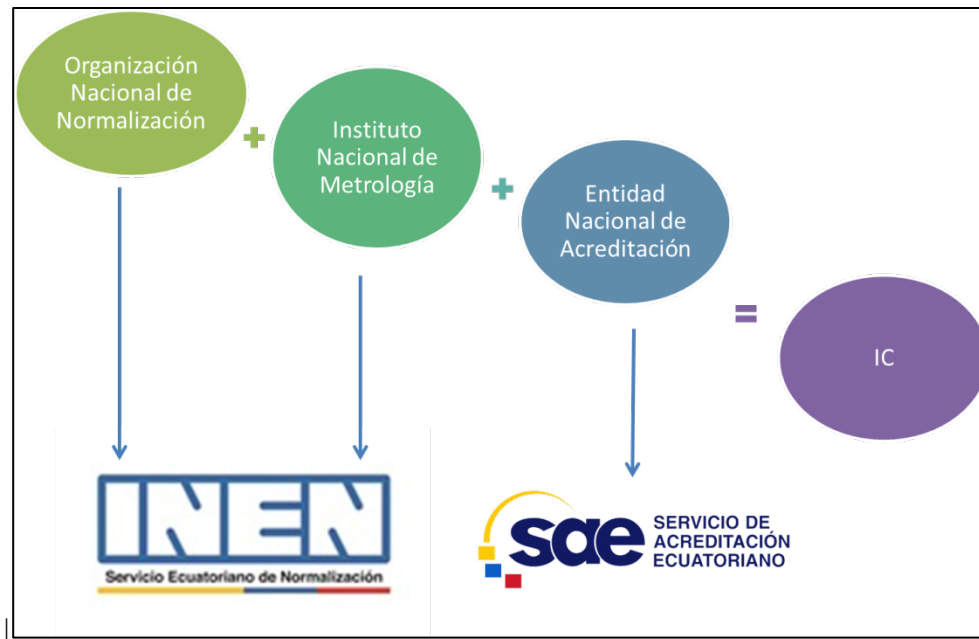 Organización
Nacional de
Normalización
+
Instituto
Nacional de
Metrología
+
Entidad
Nacional de
Acreditación
=
IC
INEN
Servicio Ecuatoriano de Normalización
sae
SERVICIO DE
ACREDITACIÓN
ECUATORIANO